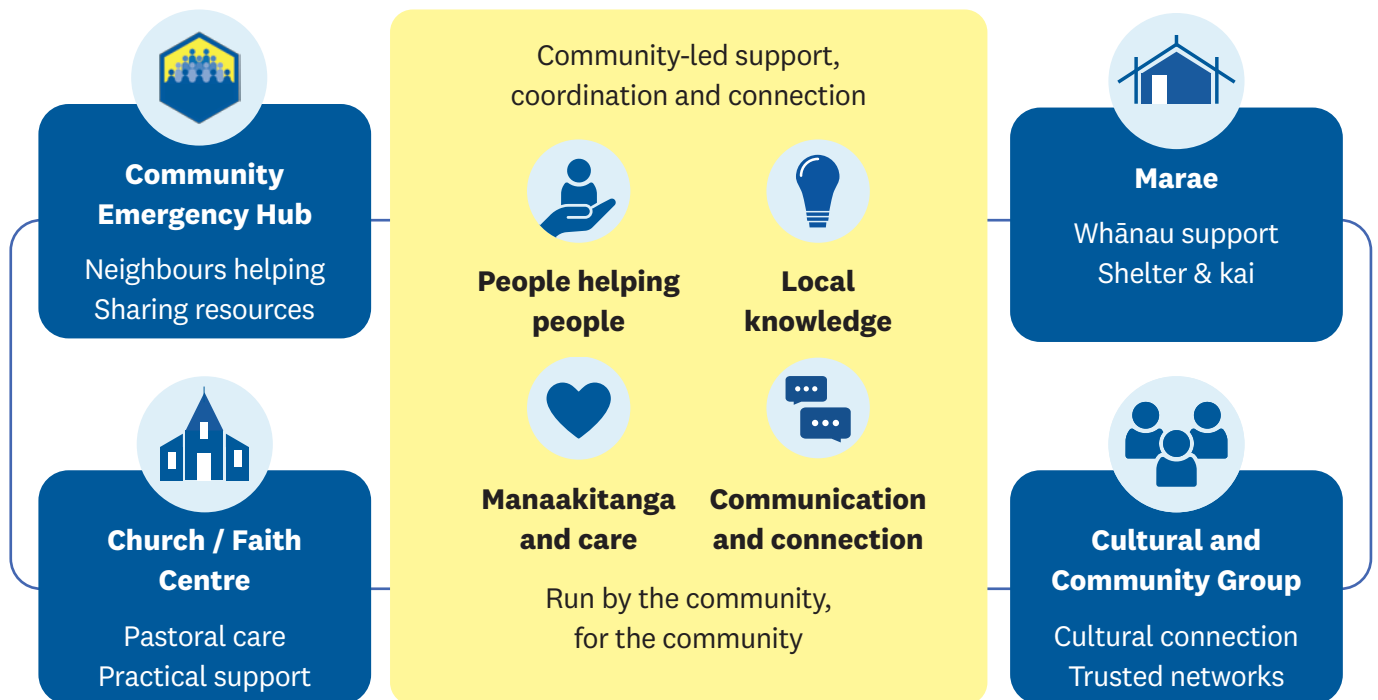 Community
Emergency Hub
Neighbours helping
Sharing resources
Church / Faith
Centre
Pastoral care
Practical support
Community-led support,
coordination and connection
People helping
people
Local
knowledge
Manaakitanga
and care
Communication
and connection
Run by the community,
for the community
Marae
Whānau support
Shelter & kai
Cultural and
Community Group
Cultural connection
Trusted networks